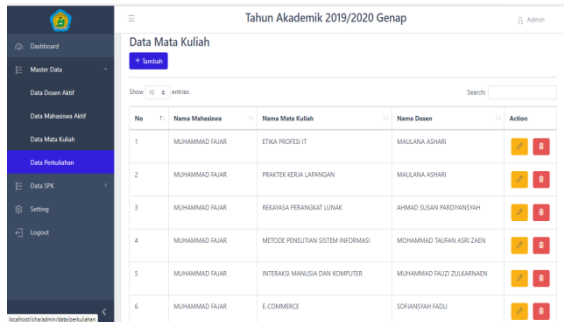 Tahun Akademik 2019/2020 Genap
Admin
Dashboard
Master Data
Data Dosen Aktif
Data Mahasiswa Aktif
Data Mata Kuliah
Data Perkuliahan
Data SPK
Setting
Logout
localhost/icha/admin/data/perkuliahan
Data Mata Kuliah
+ Tambah
Show 10 entries
Search:
No Nama Mahasiswa Nama Mata Kuliah Nama Dosen Action
1 MUHAMMAD FAJAR ETIKA PROFESI IT MAULANA ASHARI
2 MUHAMMAD FAJAR PRAKTEK KERJA LAPANGAN MAULANA ASHARI
3 MUHAMMAD FAJAR REKAYASA PERANGKAT LUNAK AHMAD SUSAN PARDIYANSYAH
4 MUHAMMAD FAJAR METODE PENELITIAN SISTEM INFORMASI MOHAMMAD TAUFAN ASRI ZAEN
5 MUHAMMAD FAJAR INTERAKSI MANUSIA DAN KOMPUTER MUHAMMAD FAUZI ZULKARNAEN
6 MUHAMMAD FAJAR E-COMMERCE SOFIANSYAH FADLI